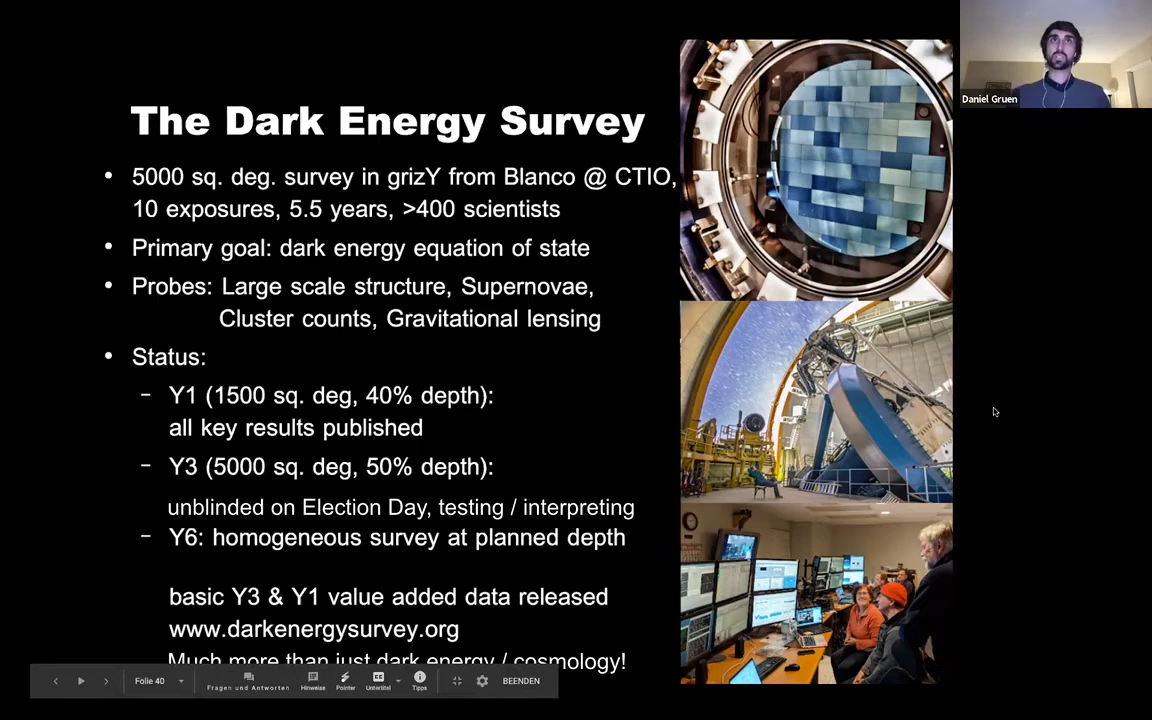 The Dark Energy Survey
• 5000 sq. deg. survey in grizY from Blanco @ CTIO,
10 exposures, 5.5 years, >400 scientists
• Primary goal: dark energy equation of state
• Probes: Large scale structure, Supernovae,
Cluster counts, Gravitational lensing
• Status:
- Y1 (1500 sq. deg, 40% depth):
all key results published
- Y3 (5000 sq. deg, 50% depth):
unblinded on Election Day, testing / interpreting
- Y6: homogeneous survey at planned depth
basic Y3 & Y1 value added data released
www.darkenergysurvey.org
Much more than just dark energy / cosmology!
Folie 40
Fragen und Antworten
Hinweise
Pointer
Untertitel
Tipps
BEENDEN
Daniel Gruen